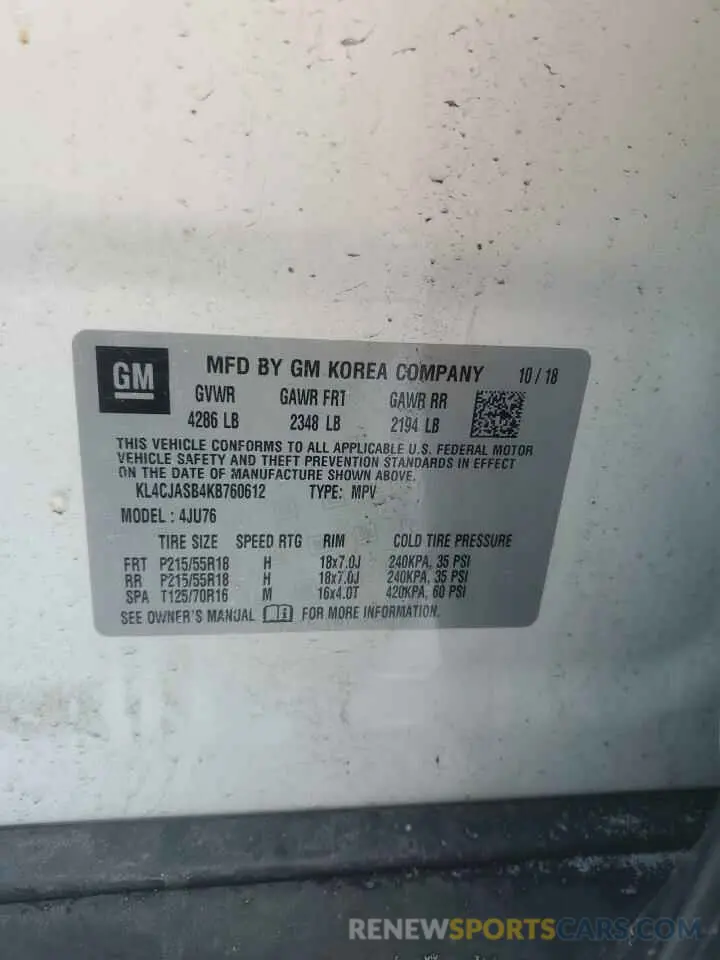 GM MFD BY GM KOREA COMPANY 10 / 18
GVWR GAWR FRT GAWR RR
4286 LB 2348 LB 2194 LB
THIS VEHICLE CONFORMS TO ALL APPLICABLE U.S. FEDERAL MOTOR
VEHICLE SAFETY AND THEFT PREVENTION STANDARDS IN EFFECT
ON THE DATE OF MANUFACTURE SHOWN ABOVE.
KL4CJASB4KB760612 TYPE: MPV
MODEL : 4JU76
TIRE SIZE SPEED RTG RIM COLD TIRE PRESSURE
FRT P215/55R18 H 18x7.0J 240KPA, 35 PSI
RR P215/55R18 H 18x7.0J 240KPA, 35 PSI
SPA T125/70R16 M 16x4.0T 420KPA, 60 PSI
SEE OWNER'S MANUAL FOR MORE INFORMATION.
RENEWSPORTSCARS.COM